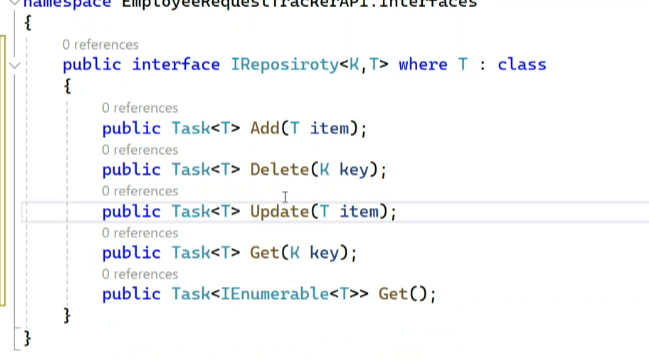 namespace EmployeeRequestTrackerAPI.Interfaces
{
0 references
public interface IReposiroty<K,T> where T : class
{
0 references
public Task<T> Add(T item);
0 references
public Task<T> Delete(K key);
0 references
public Task<T> Update(T item);
0 references
public Task<T> Get(K key);
0 references
public Task<IEnumerable<T>> Get();
}
}